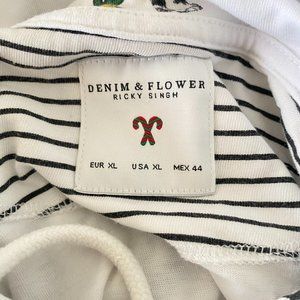 DENIM & FLOWER
RICKY SINGH
EUR XL USA XL MEX 44